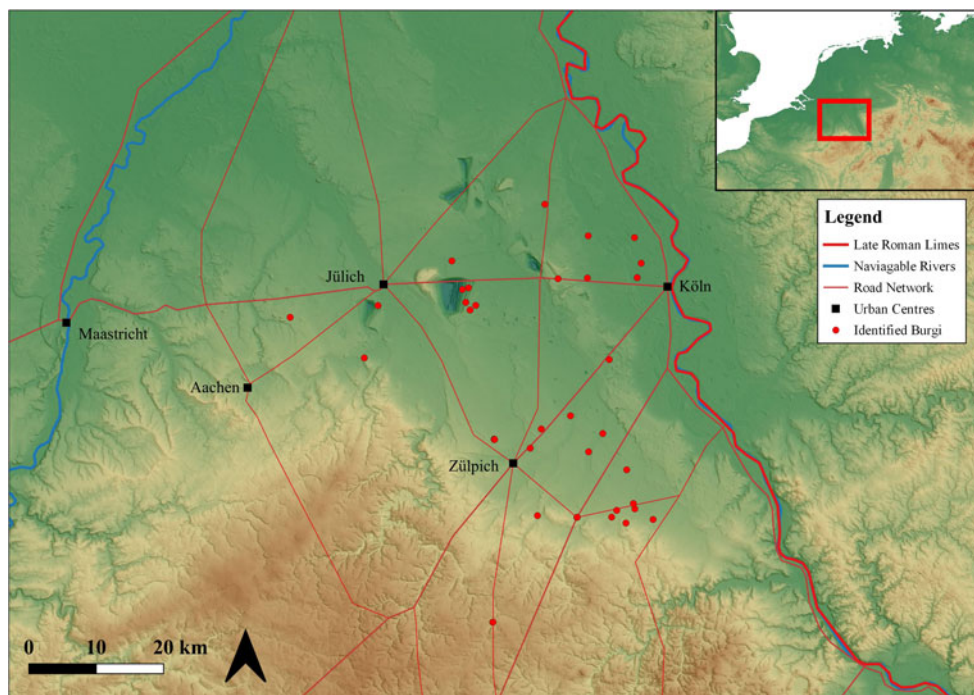 Legend
Late Roman Limes
Naviagable Rivers
Road Network
Urban Centres
Identified Burgi
Jülich
Köln
Maastricht
Aachen
Zülpich
0 10 20 km